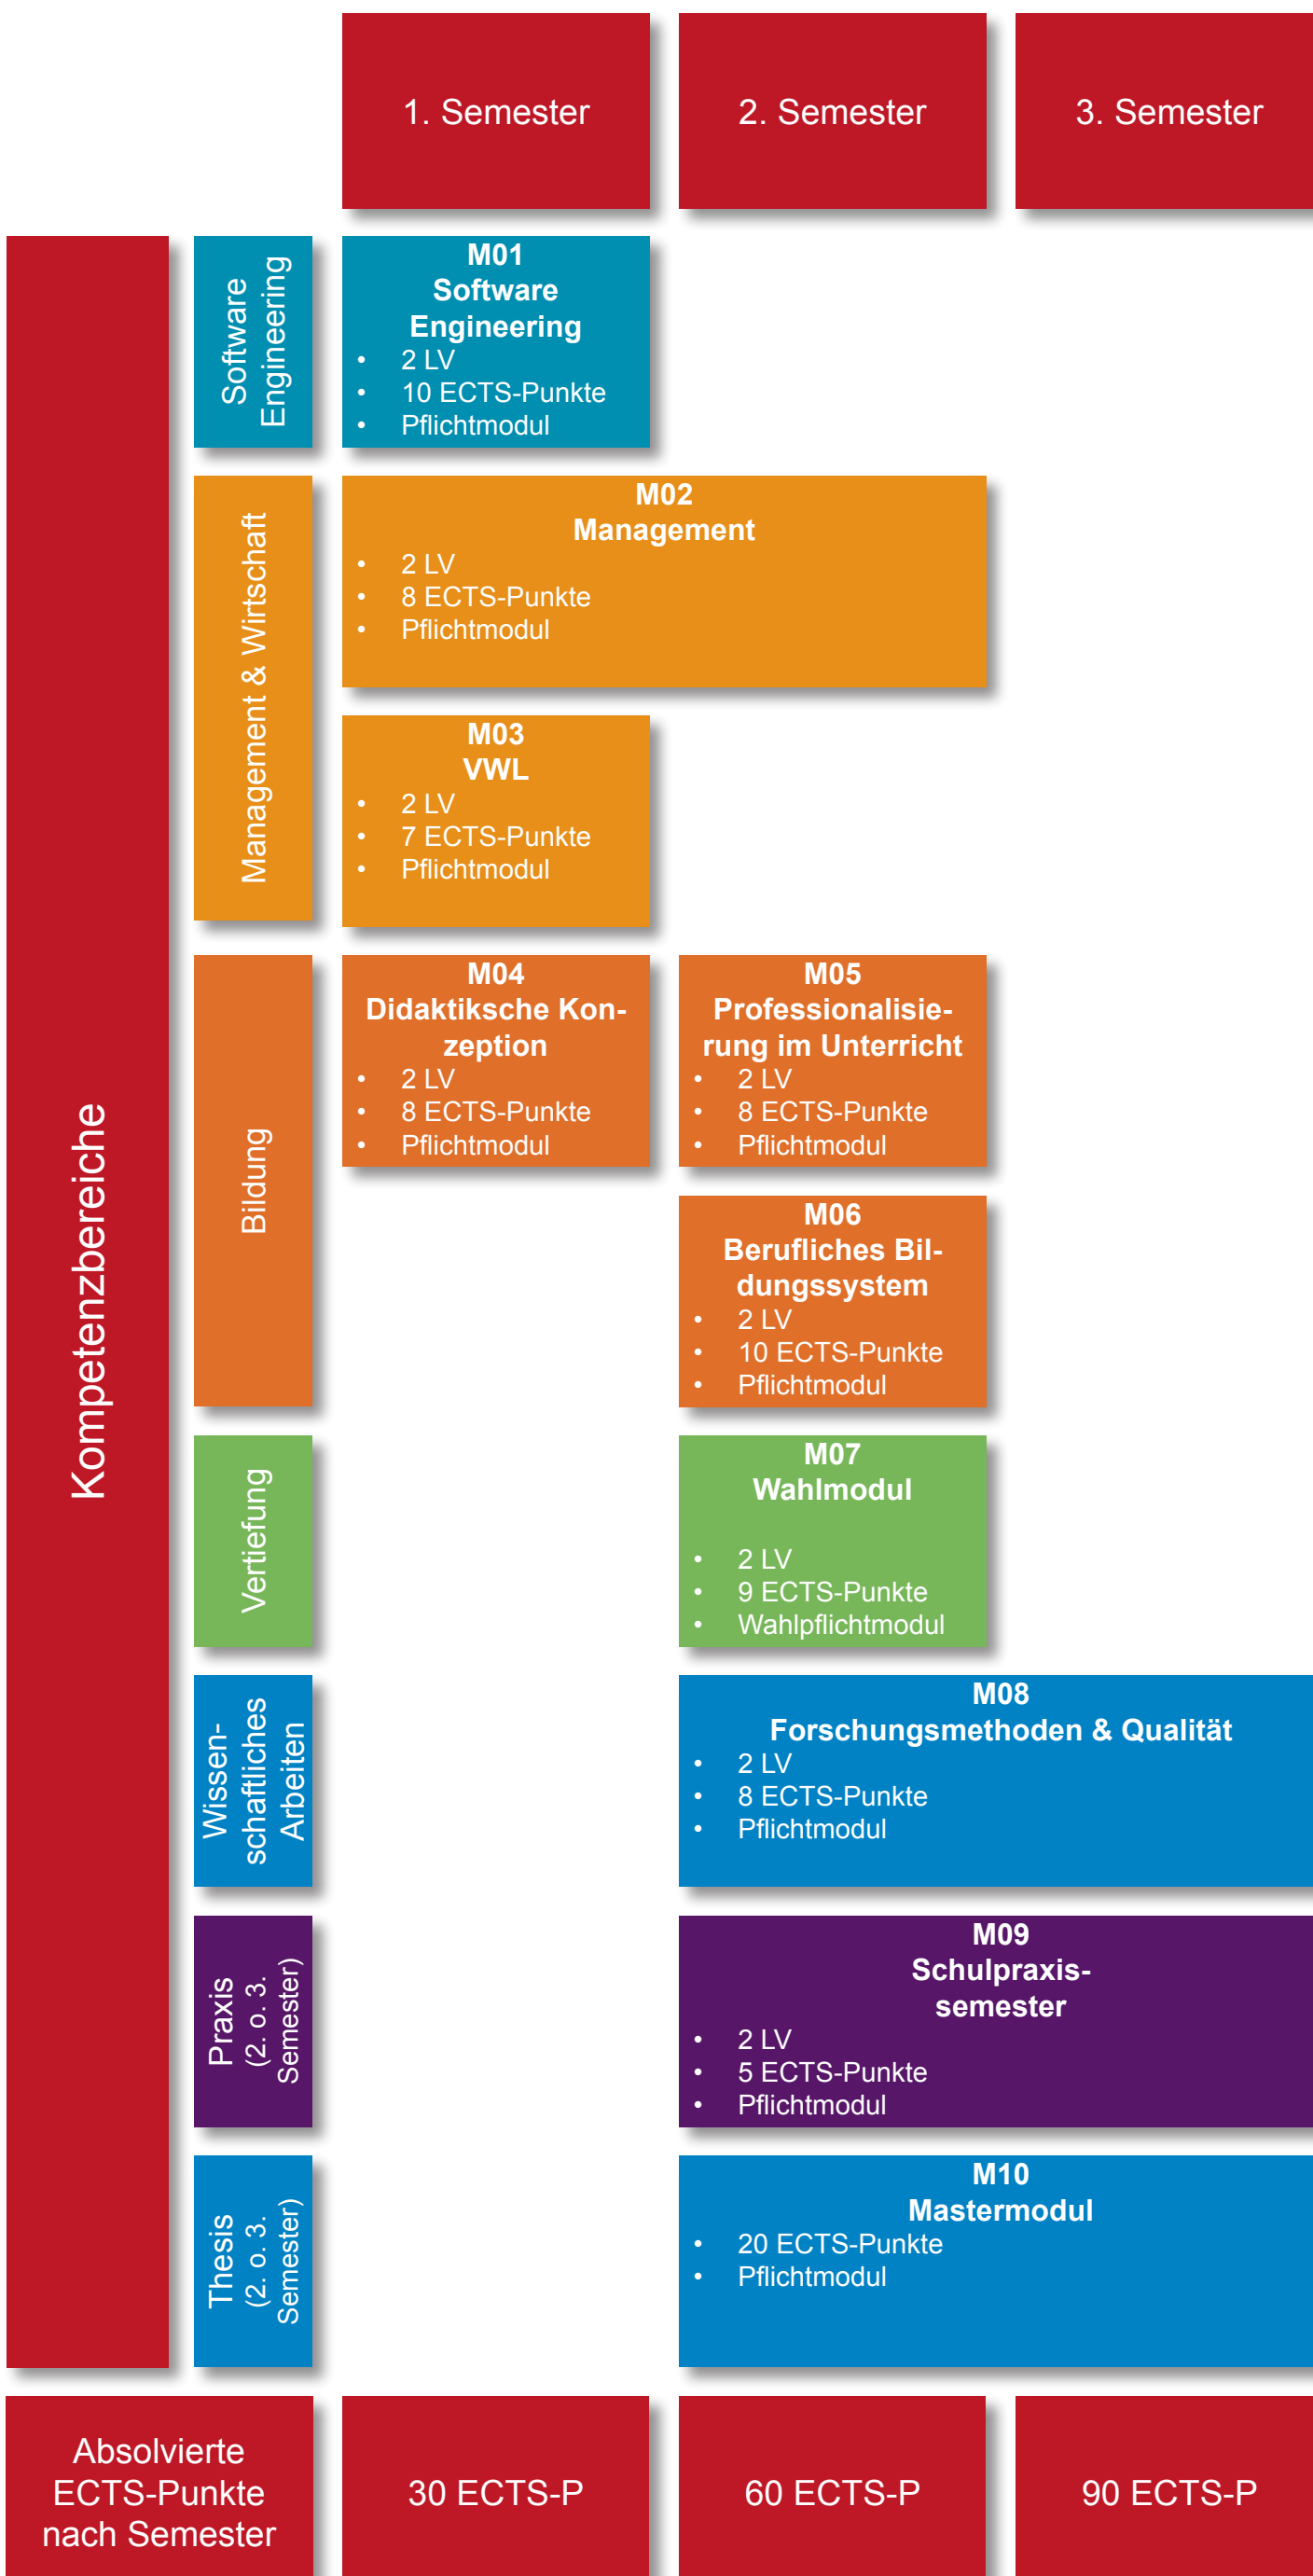 1. Semester
2. Semester
3. Semester
Kompetenzbereiche
Software
Engineering
M01
Software
Engineering
• 2 LV
• 10 ECTS-Punkte
• Pflichtmodul
Management & Wirtschaft
M02
Management
• 2 LV
• 8 ECTS-Punkte
• Pflichtmodul
M03
VWL
• 2 LV
• 7 ECTS-Punkte
• Pflichtmodul
Bildung
M04
Didaktiksche Kon-
zeption
• 2 LV
• 8 ECTS-Punkte
• Pflichtmodul
M05
Professionalisie-
rung im Unterricht
• 2 LV
• 8 ECTS-Punkte
• Pflichtmodul
M06
Berufliches Bil-
dungssystem
• 2 LV
• 10 ECTS-Punkte
• Pflichtmodul
Vertiefung
M07
Wahlmodul
• 2 LV
• 9 ECTS-Punkte
• Wahlpflichtmodul
Wissen-
schaftliches
Arbeiten
M08
Forschungsmethoden & Qualität
• 2 LV
• 8 ECTS-Punkte
• Pflichtmodul
Praxis
(2. o. 3.
Semester)
M09
Schulpraxis-
semester
• 2 LV
• 5 ECTS-Punkte
• Pflichtmodul
Thesis
(2. o. 3.
Semester)
M10
Mastermodul
• 20 ECTS-Punkte
• Pflichtmodul
Absolvierte
ECTS-Punkte
nach Semester
30 ECTS-P
60 ECTS-P
90 ECTS-P